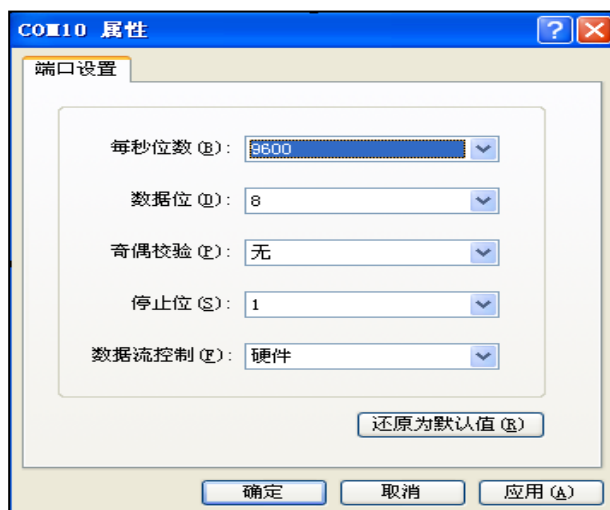 COM10 属性
端口设置
每秒位数(B): 9600
数据位(D): 8
奇偶校验(P): 无
停止位(S): 1
数据流控制(F): 硬件
还原为默认值(R)
确定 取消 应用(A)